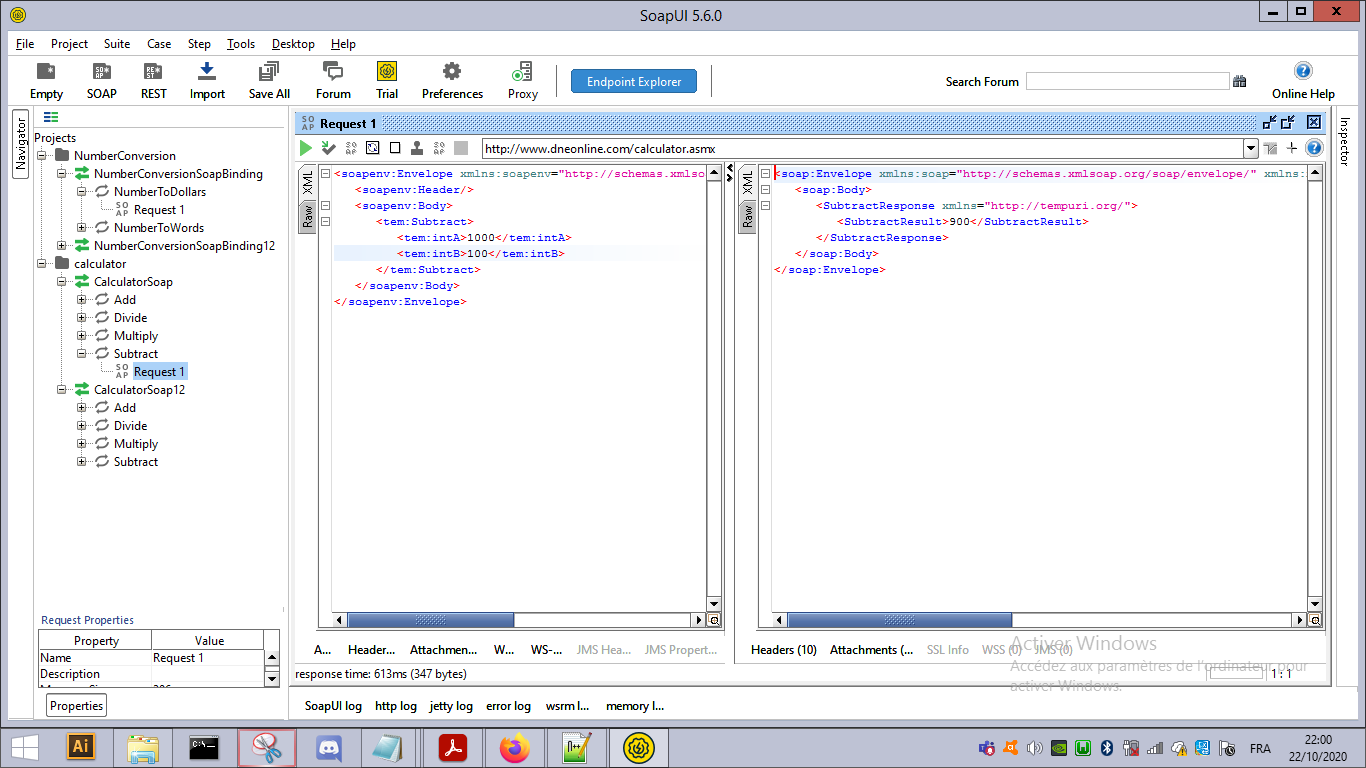 SoapUI 5.6.0
File Project Suite Case Step Tools Desktop Help
Empty SOAP REST Import Save All Forum Trial Preferences Proxy Endpoint Explorer Search Forum Online Help
Navigator
Projects
NumberConversion
NumberConversionSoapBinding
NumberToDollars
Request 1
NumberToWords
NumberConversionSoapBinding12
calculator
CalculatorSoap
Add
Divide
Multiply
Subtract
Request 1
CalculatorSoap12
Add
Divide
Multiply
Subtract
Request Properties
Property Value
Name Request 1
Description
Properties
SOAP Request 1
http://www.dneonline.com/calculator.asmx
XML
Raw
<soapenv:Envelope xmlns:soapenv="http://schemas.xmlso
<soapenv:Header/>
<soapenv:Body>
<tem:Subtract>
<tem:intA>1000</tem:intA>
<tem:intB>100</tem:intB>
</tem:Subtract>
</soapenv:Body>
</soapenv:Envelope>
A... Header... Attachmen... W... WS-... JMS Hea... JMS Propert...
XML
Raw
<soap:Envelope xmlns:soap="http://schemas.xmlsoap.org/soap/envelope/" xmlns:
<soap:Body>
<SubtractResponse xmlns="http://tempuri.org/">
<SubtractResult>900</SubtractResult>
</SubtractResponse>
</soap:Body>
</soap:Envelope>
Headers (10) Attachments (... SSL Info WSS (0) JMS (0)
Inspector
Activer Windows
Accédez aux paramètres de l'ordinateur pour
activer Windows.
response time: 613ms (347 bytes)
1 : 1
SoapUI log http log jetty log error log wsrm l... memory l...
Ai
C:\
FRA
22:00
22/10/2020